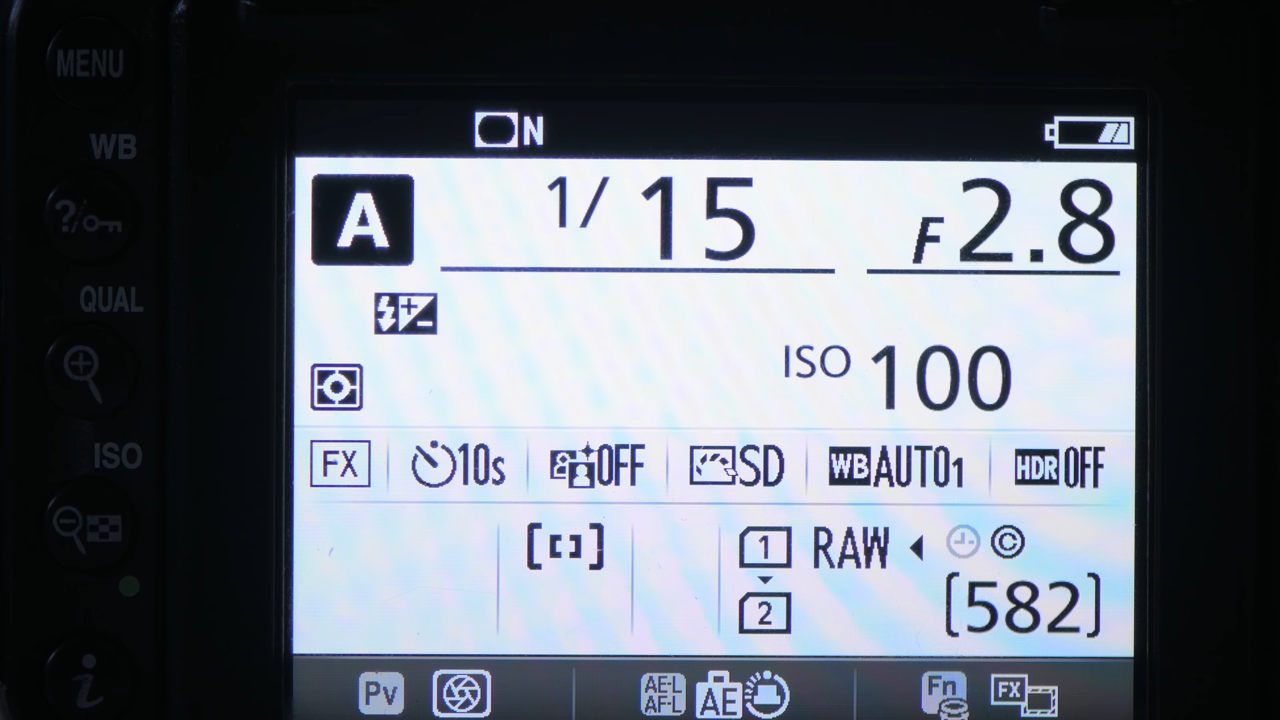 MENU
N
WB
A 1/15 F2.8
?/
QUAL
ISO 100
ISO
FX 10s OFF SD WB AUTO1 HDR OFF
[ ] 1 RAW ©
2 [582]
i
Pv AE-L AF-L AE Fn FX